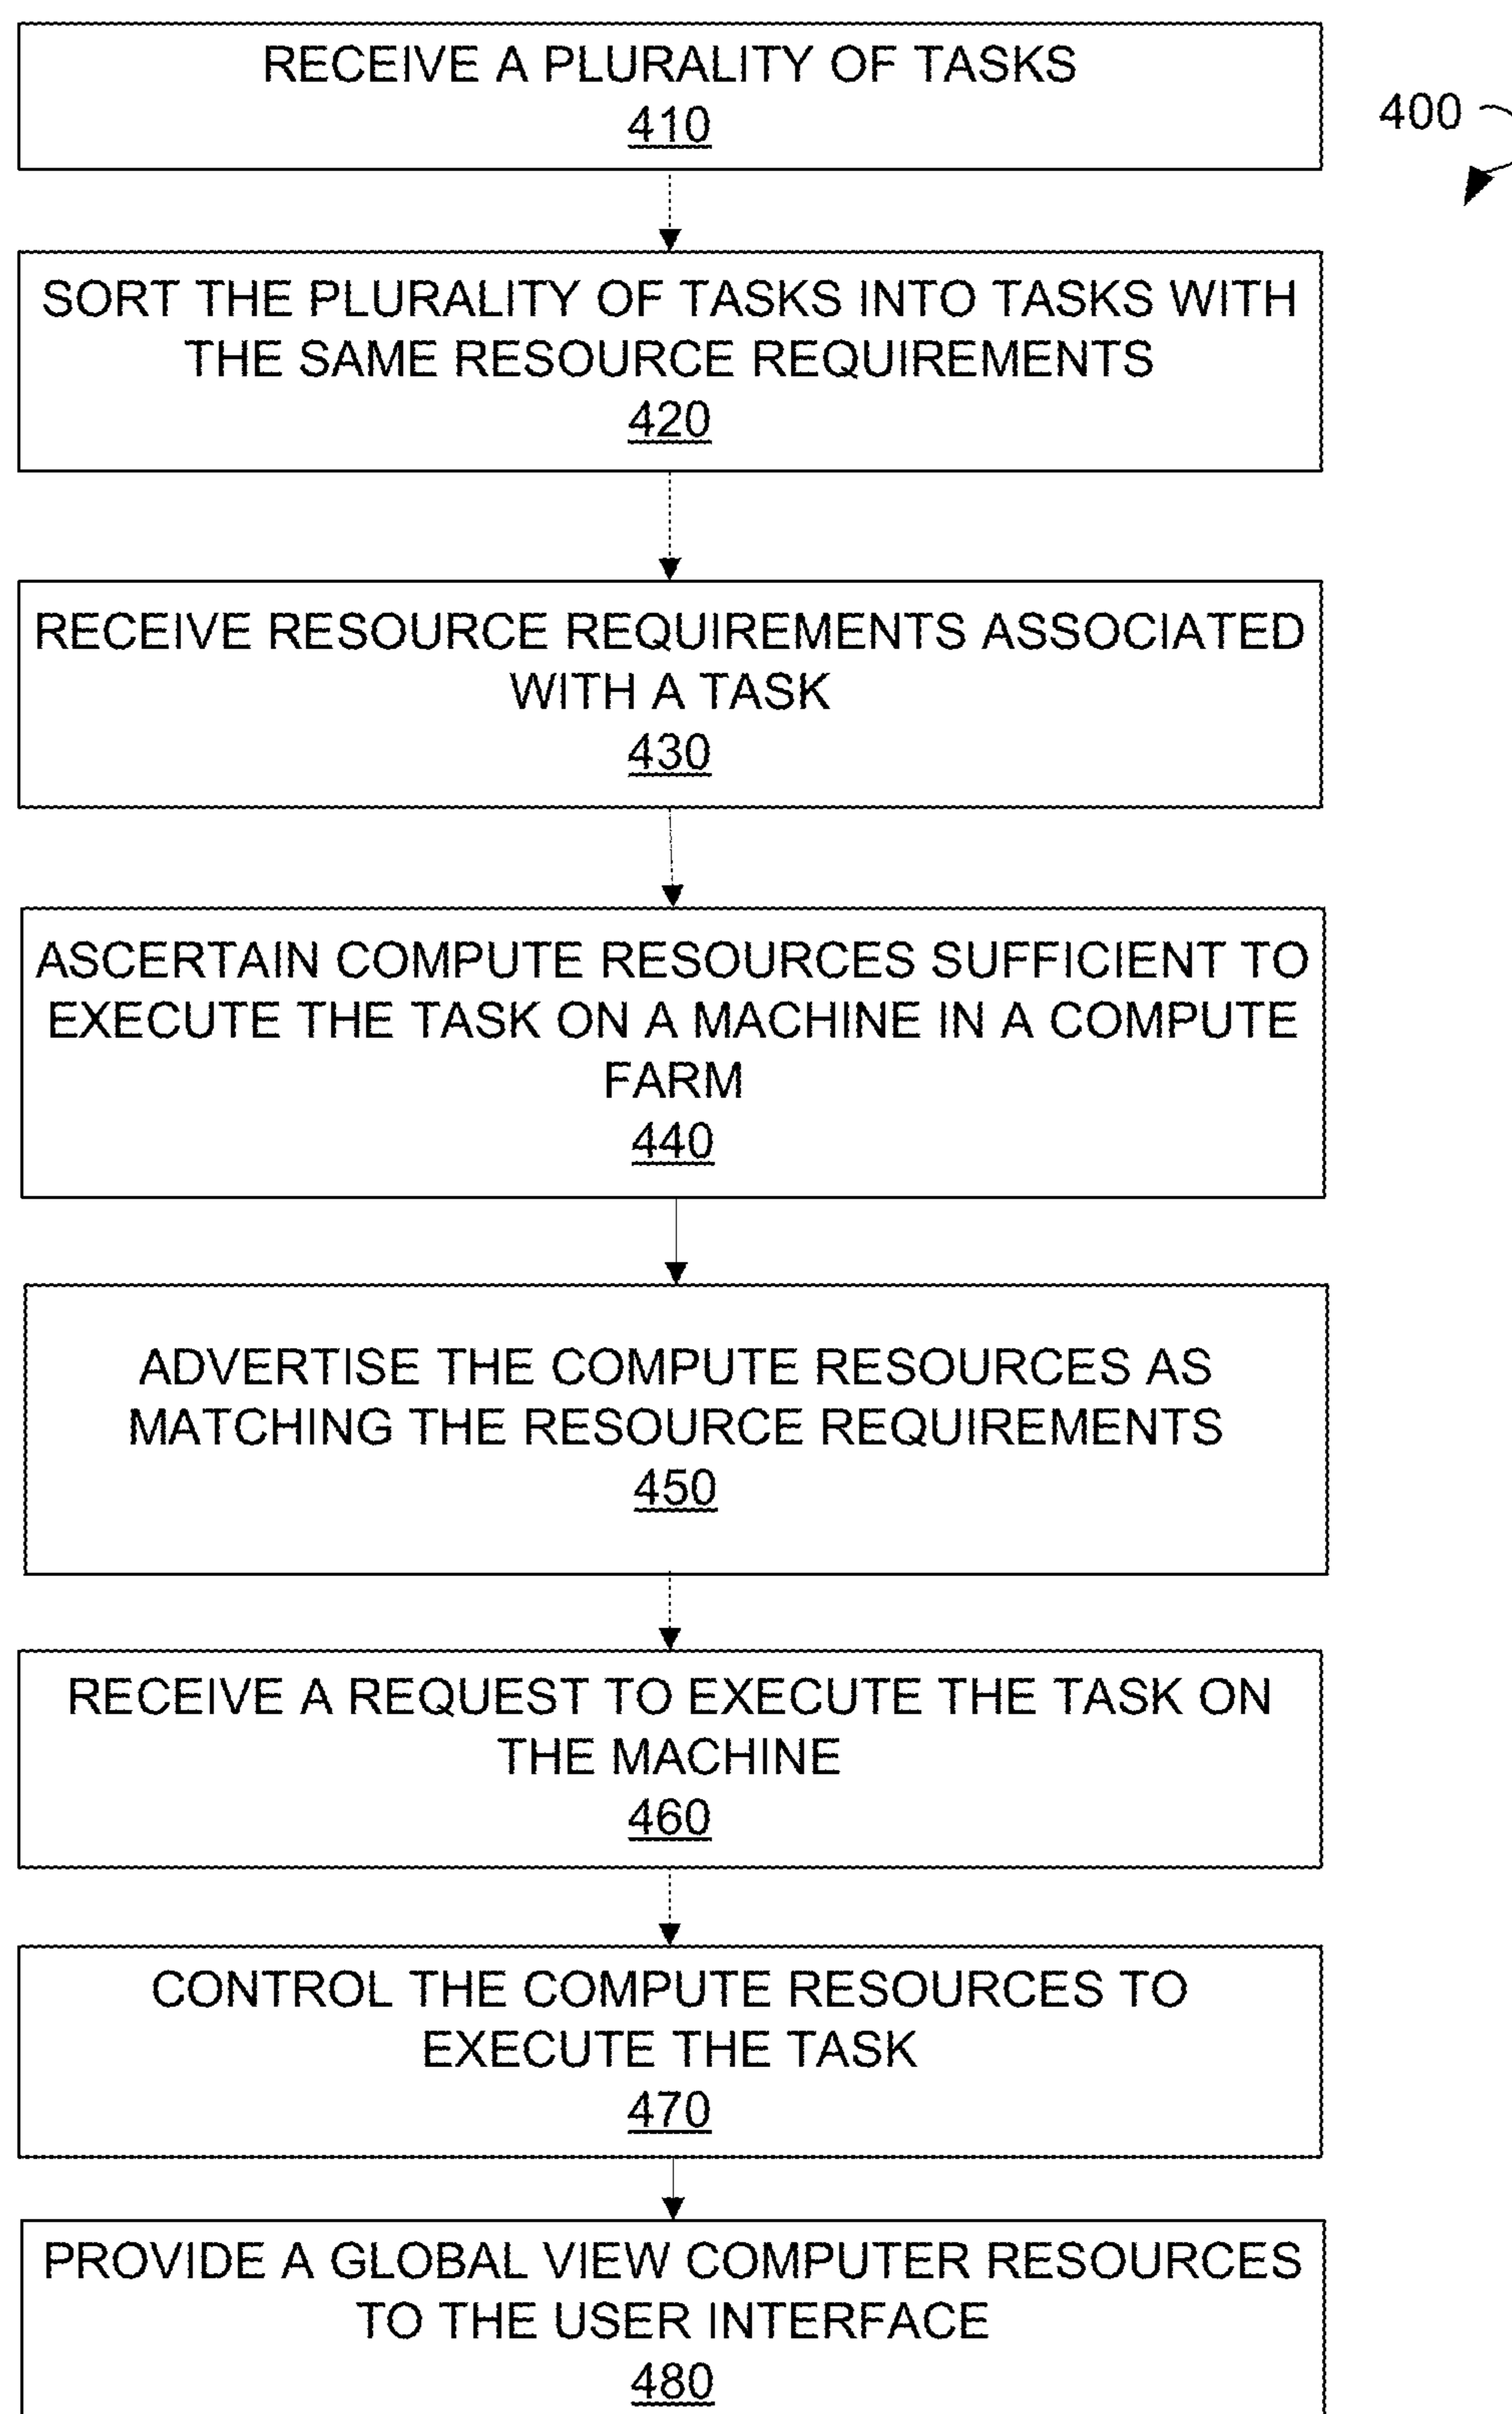 RECEIVE A PLURALITY OF TASKS
410
400
SORT THE PLURALITY OF TASKS INTO TASKS WITH
THE SAME RESOURCE REQUIREMENTS
420
RECEIVE RESOURCE REQUIREMENTS ASSOCIATED
WITH A TASK
430
ASCERTAIN COMPUTE RESOURCES SUFFICIENT TO
EXECUTE THE TASK ON A MACHINE IN A COMPUTE
FARM
440
ADVERTISE THE COMPUTE RESOURCES AS
MATCHING THE RESOURCE REQUIREMENTS
450
RECEIVE A REQUEST TO EXECUTE THE TASK ON
THE MACHINE
460
CONTROL THE COMPUTE RESOURCES TO
EXECUTE THE TASK
470
PROVIDE A GLOBAL VIEW COMPUTER RESOURCES
TO THE USER INTERFACE
480